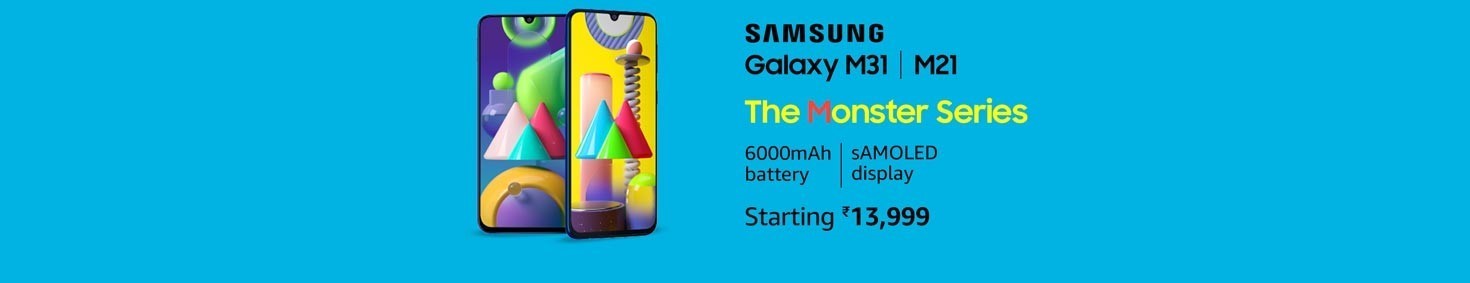 SAMSUNG
Galaxy M31 | M21
The Monster Series
6000mAh battery | sAMOLED display
Starting ₹13,999